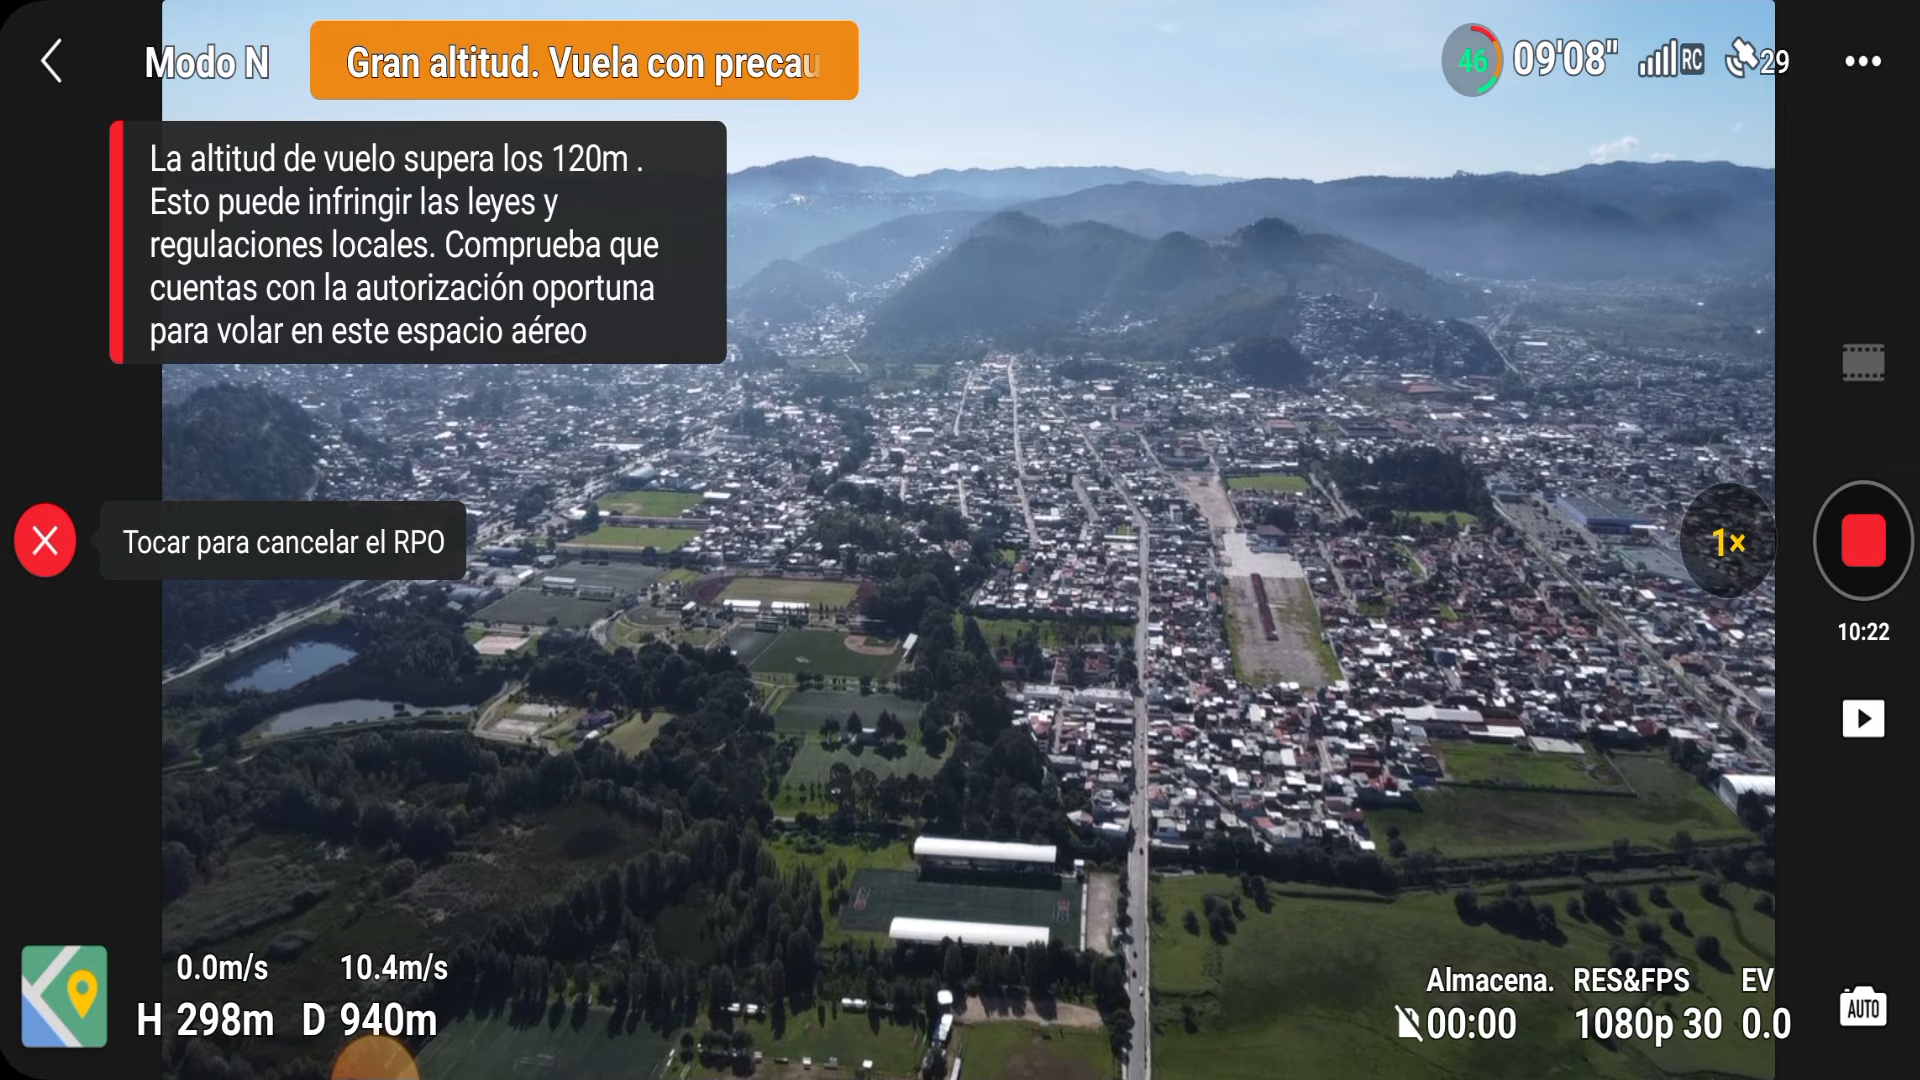 Modo N
Gran altitud. Vuela con precau
46
09'08"
RC
29
La altitud de vuelo supera los 120m .
Esto puede infringir las leyes y
regulaciones locales. Comprueba que
cuentas con la autorización oportuna
para volar en este espacio aéreo
Tocar para cancelar el RPO
1×
10:22
0.0m/s 10.4m/s
H 298m D 940m
Almacena. RES&FPS EV
00:00 1080p 30 0.0
AUTO